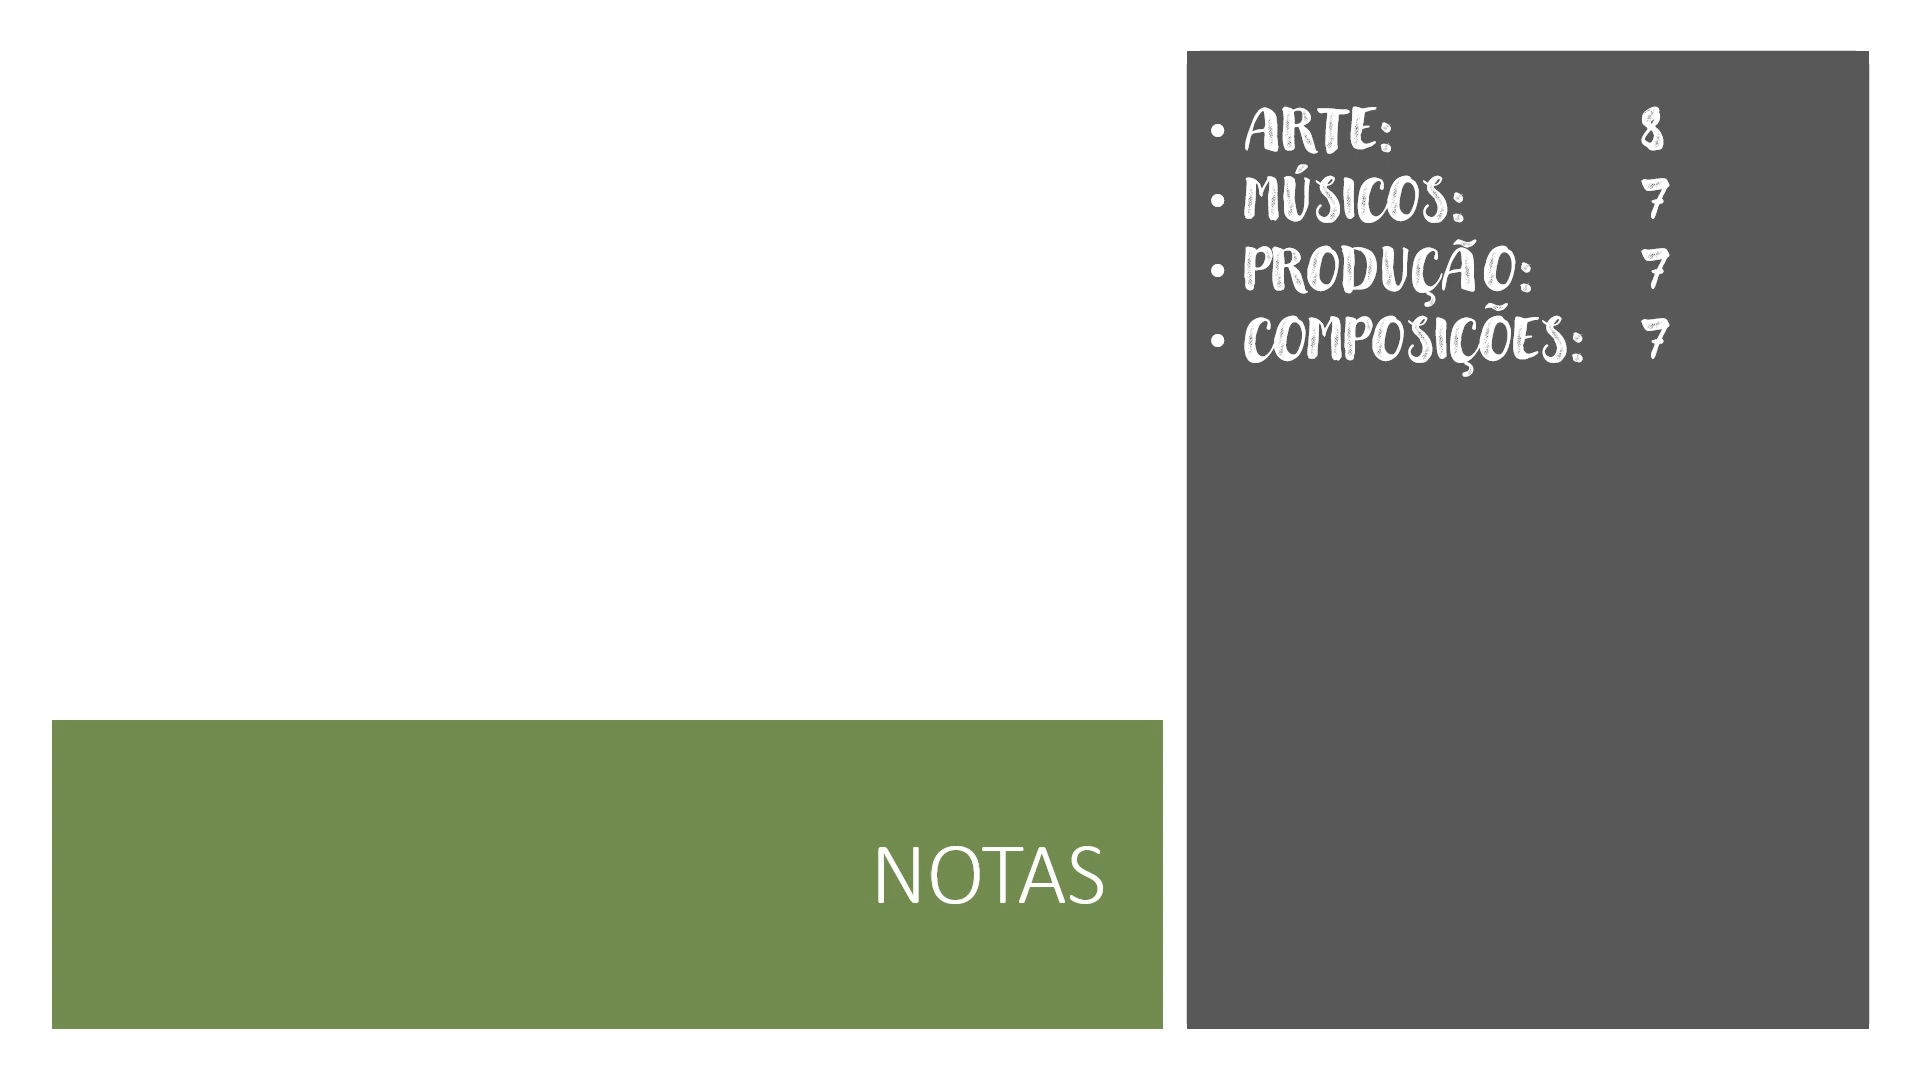 • ARTE: 8
• MÚSICOS: 7
• PRODUÇÃO: 7
• COMPOSIÇÕES: 7
NOTAS